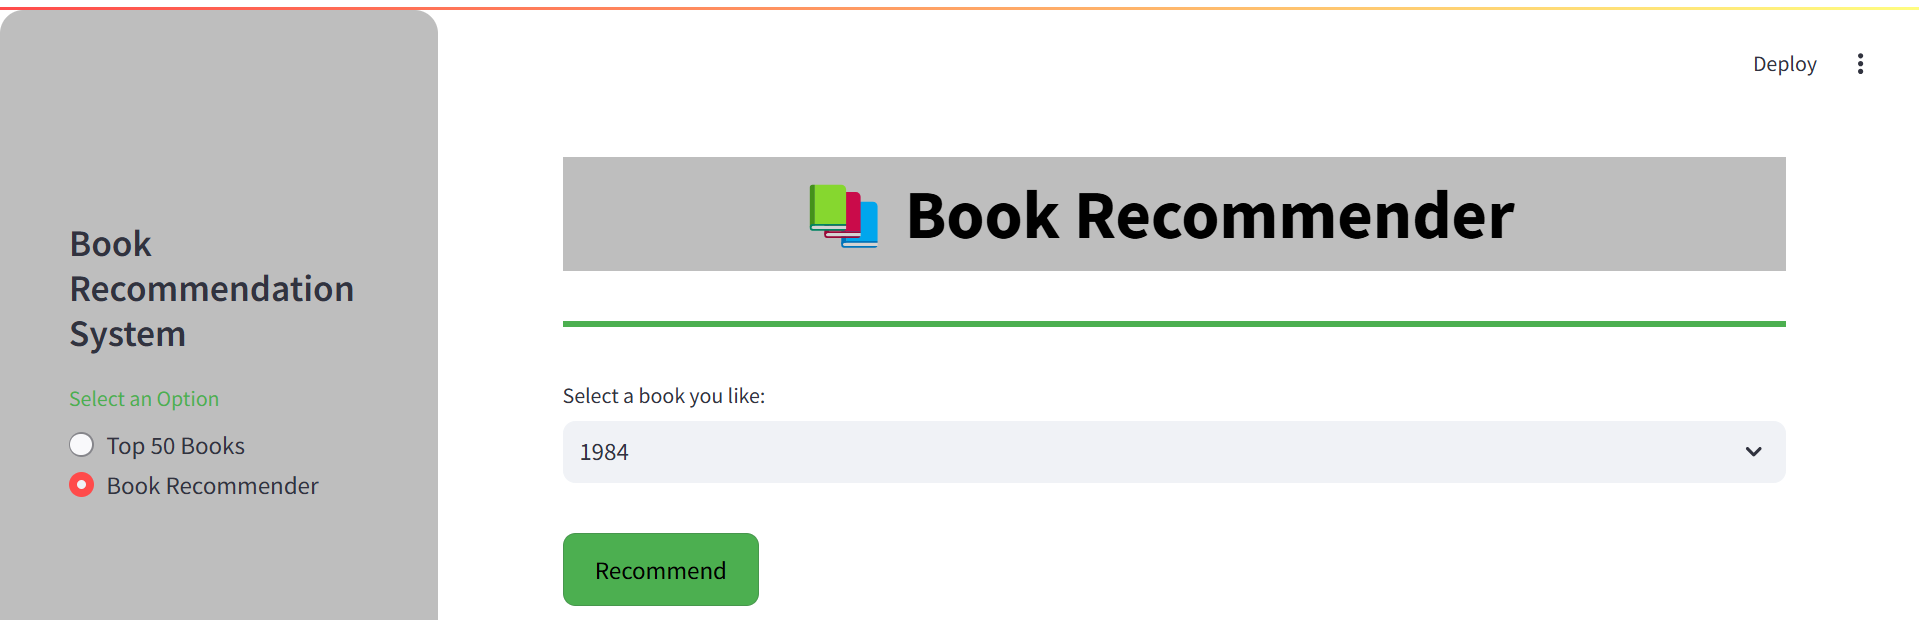 Deploy
Book
Recommendation
System
Select an Option
Top 50 Books
Book Recommender
Book Recommender
Select a book you like:
1984
Recommend